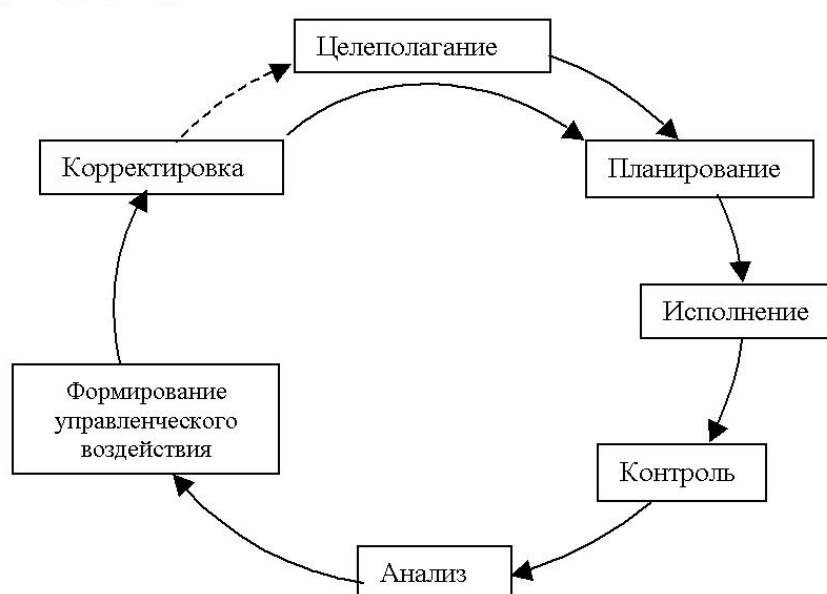 Целеполагание
Корректировка
Планирование
Исполнение
Формирование
управленческого
воздействия
Контроль
Анализ